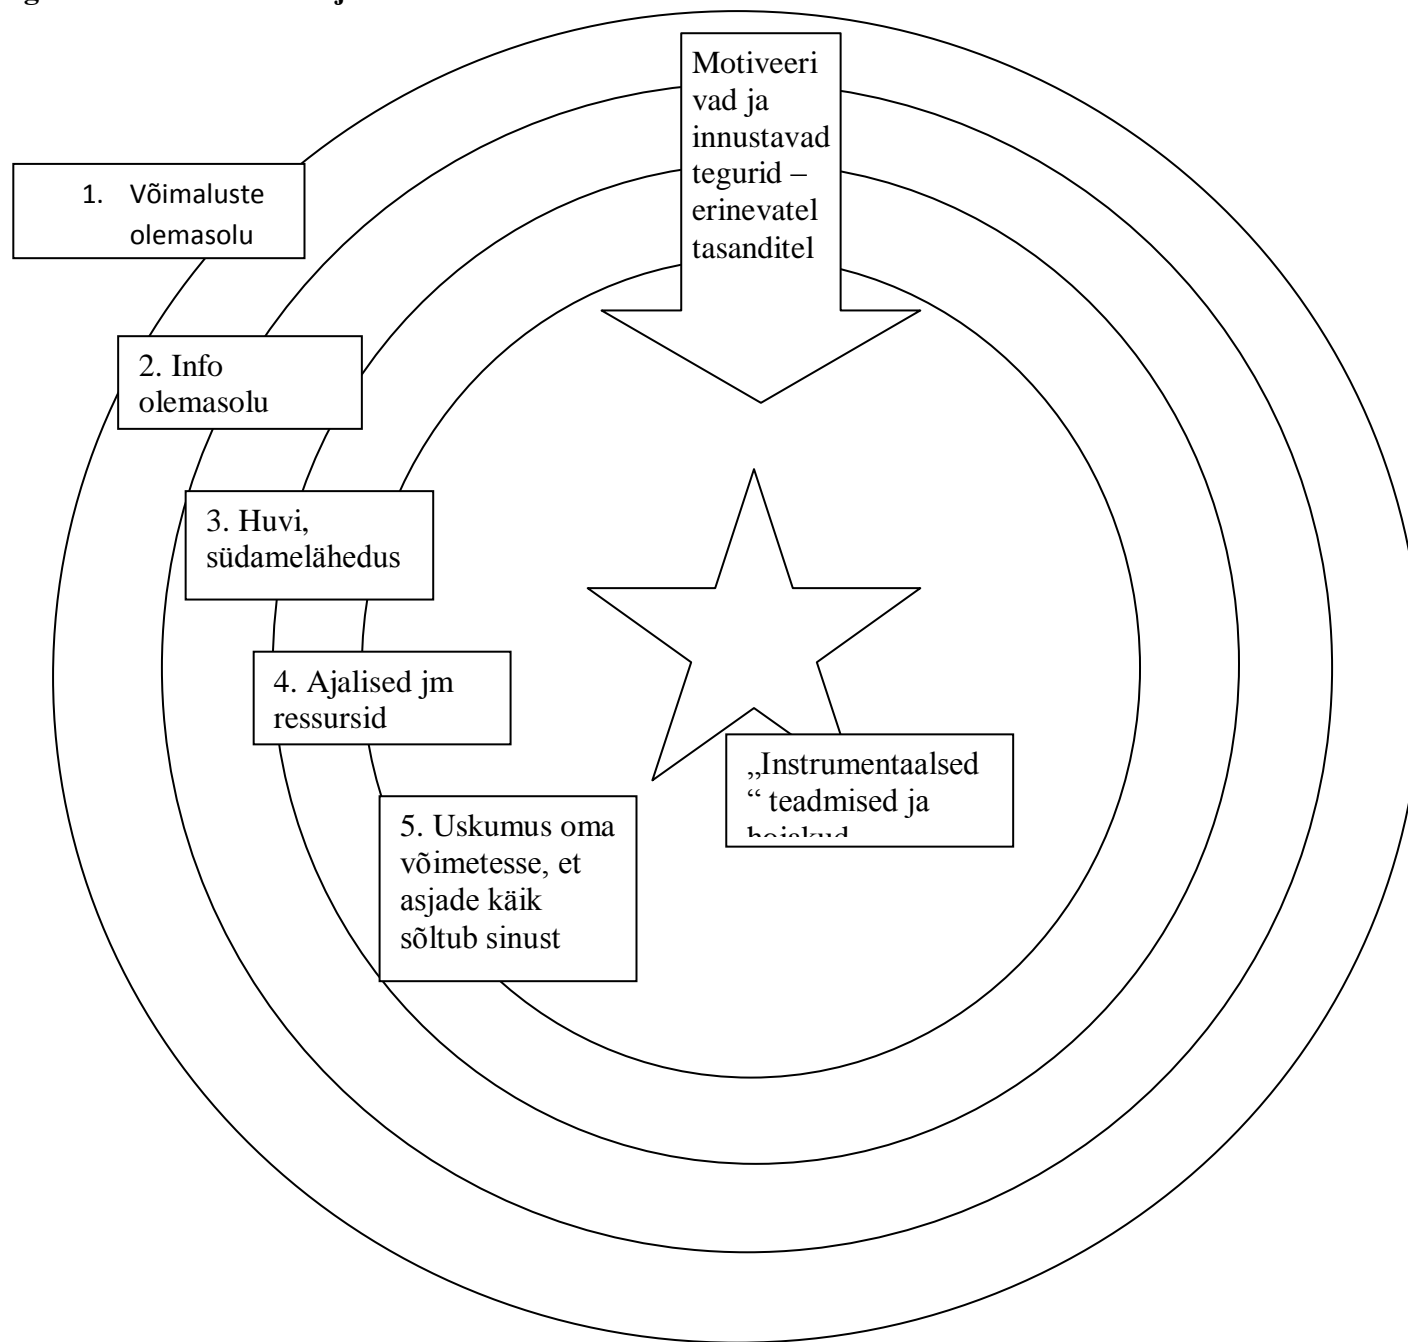 Motiveeri
vad ja
innustavad
tegurid –
erinevatel
tasanditel
1. Võimaluste
olemasolu
2. Info
olemasolu
3. Huvi,
südamelähedus
4. Ajalised jm
ressursid
„Instrumentaalsed
“ teadmised ja
5. Uskumus oma
võimetesse, et
asjade käik
sõltub sinust